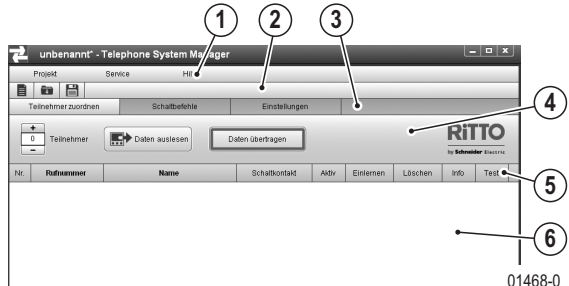 1 2 3
unbenannt* - Telephone System Manager
Projekt Service Hilf
Teilnehmer zuordnen Schaltbefehle Einstellungen
4
0 Teilnehmer Daten auslesen Daten übertragen
RiTTO
by Schneider Electric
Nr. Rufnummer Name Schaltkontakt Aktiv Einlernen Löschen Info Test
5
6
01468-0